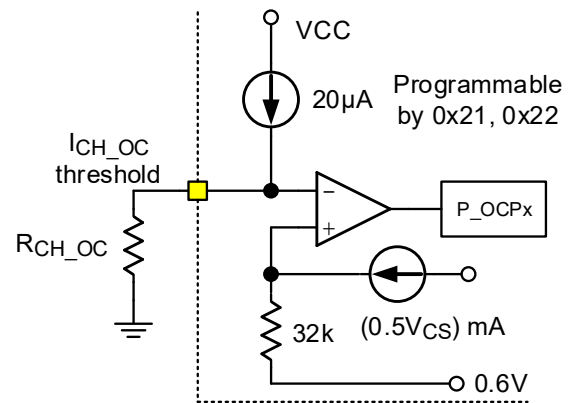 VCC
20μA
Programmable
by 0x21, 0x22
ICH_OC
threshold
RCH_OC
−
+
P_OCPx
32k
(0.5VCS) mA
0.6V